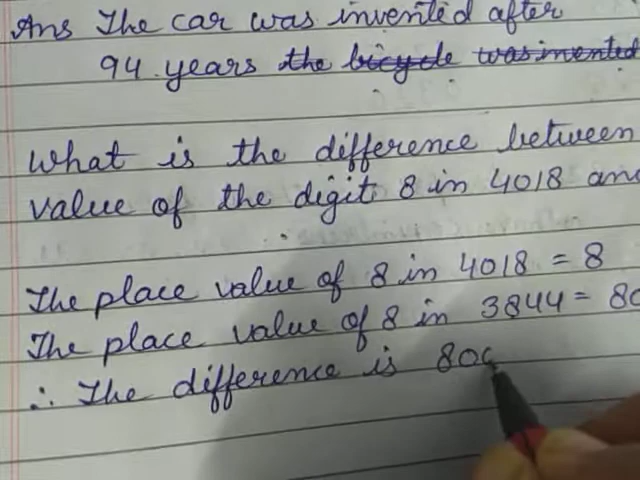 Ans The car was invented after
94 years the bicycle was invented
What is the difference between
value of the digit 8 in 4018 and
The place value of 8 in 4018 = 8
The place value of 8 in 3844 = 80
∴ The difference is 800